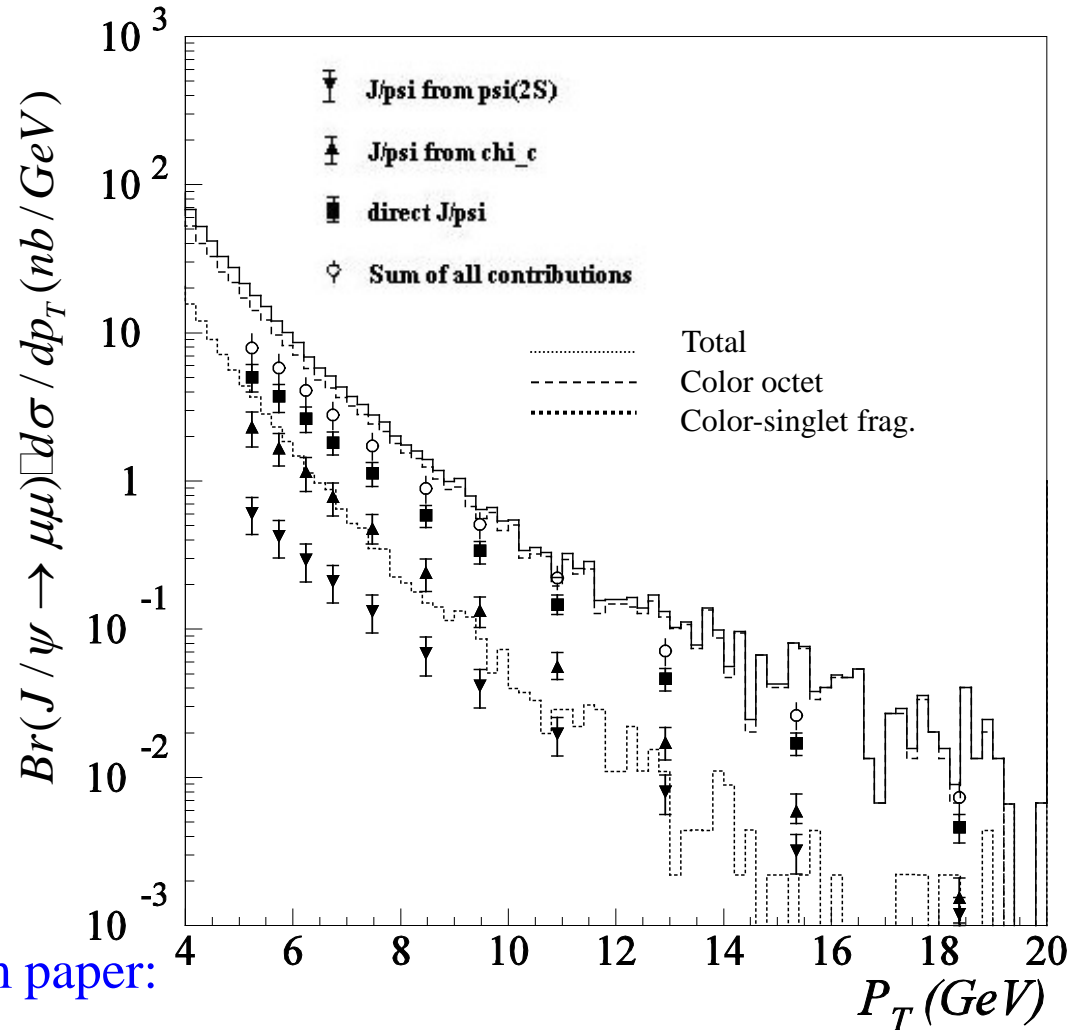 10 3
10 2
10
1
10 -1
10 -2
10 -3
Br(J/ψ → μμ)□dσ/dp_T(nb/GeV)
J/psi from psi(2S)
J/psi from chi_c
direct J/psi
Sum of all contributions
Total
Color octet
Color-singlet frag.
4 6 8 10 12 14 16 18 20
P_T (GeV)
n paper: